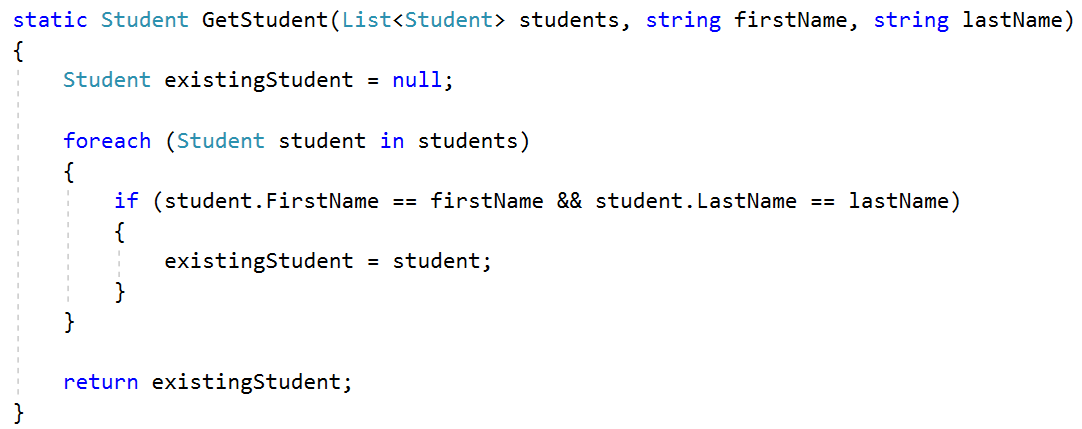 static Student GetStudent(List<Student> students, string firstName, string lastName)
{
    Student existingStudent = null;

    foreach (Student student in students)
    {
        if (student.FirstName == firstName && student.LastName == lastName)
        {
            existingStudent = student;
        }
    }

    return existingStudent;
}